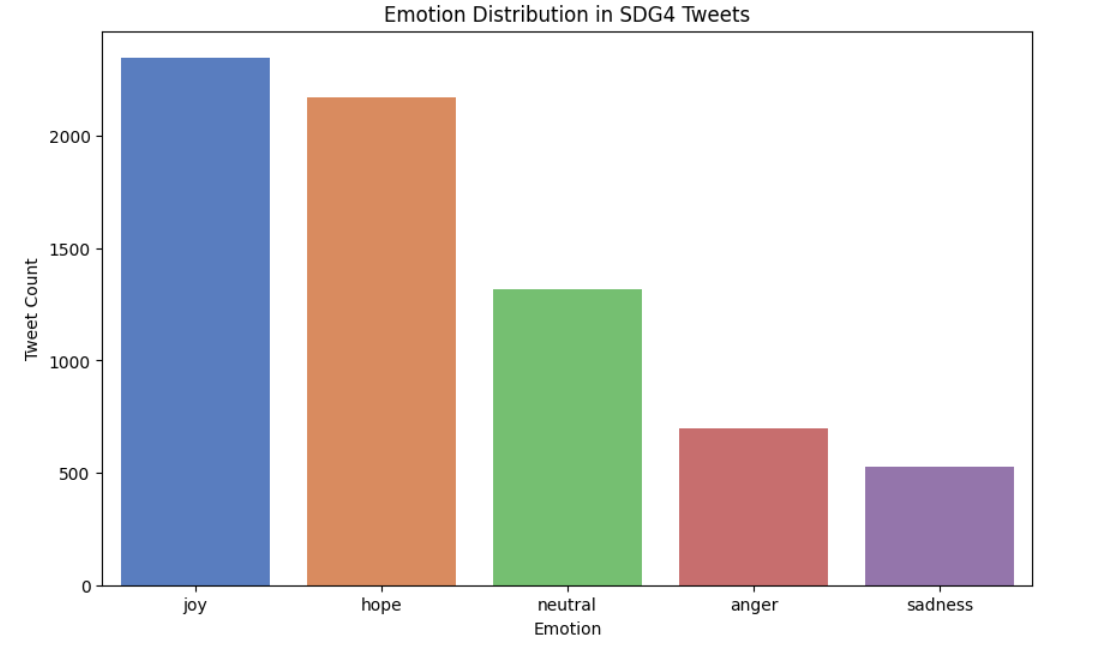 Emotion Distribution in SDG4 Tweets
Tweet Count
2000
1500
1000
500
0
joy hope neutral anger sadness
Emotion